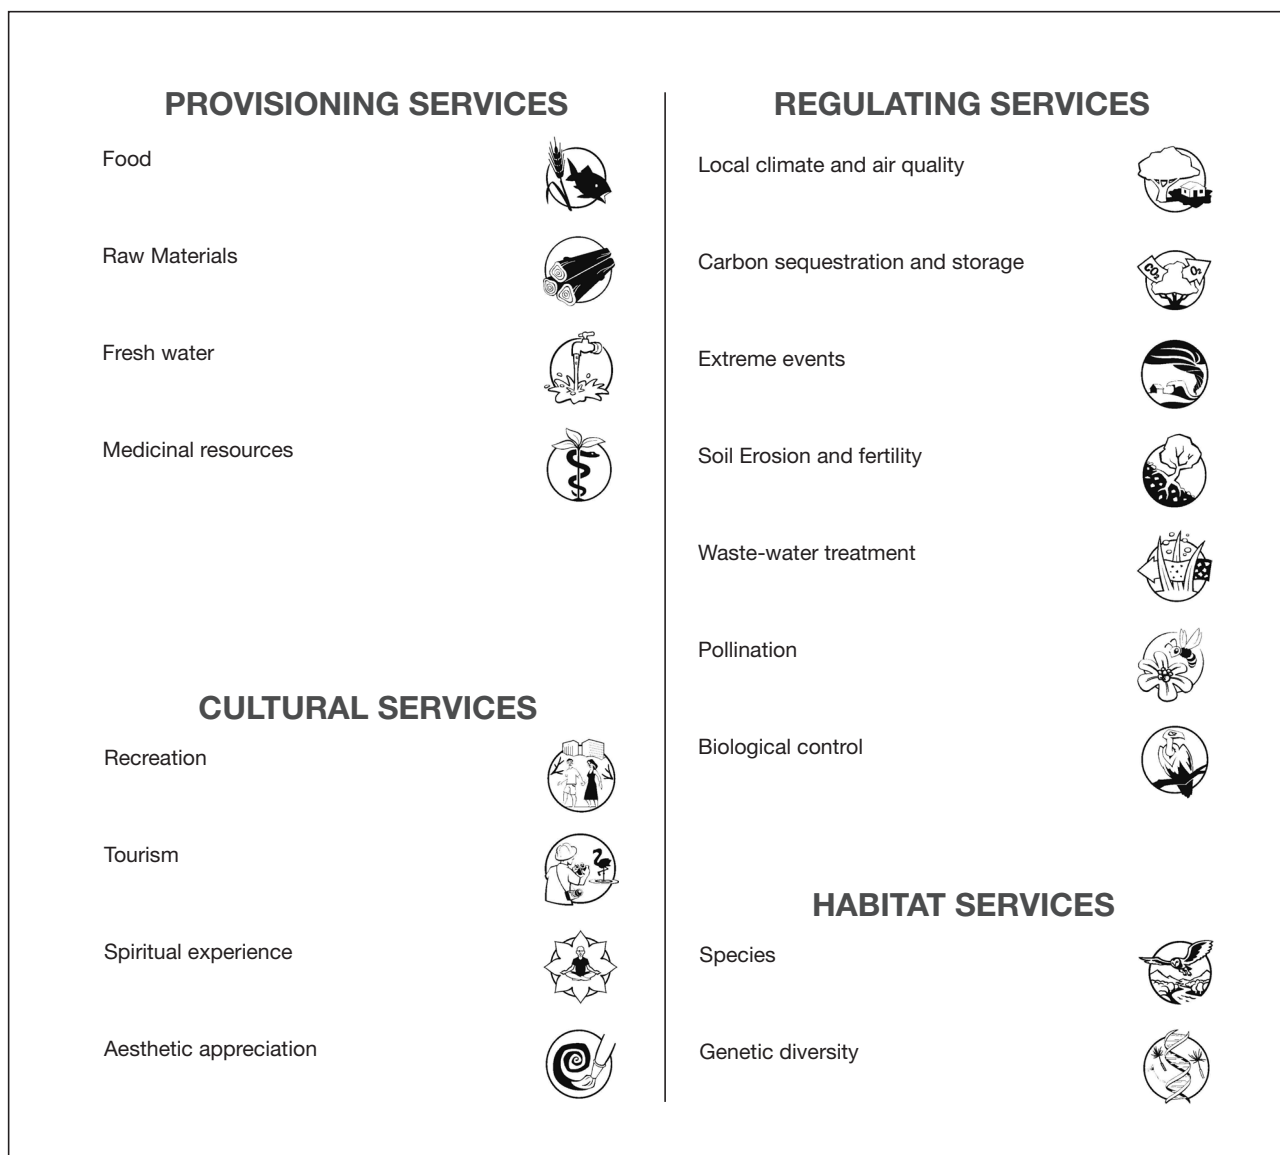 PROVISIONING SERVICES
Food
Raw Materials
Fresh water
Medicinal resources
CULTURAL SERVICES
Recreation
Tourism
Spiritual experience
Aesthetic appreciation
REGULATING SERVICES
Local climate and air quality
Carbon sequestration and storage
CO2
O2
Extreme events
Soil Erosion and fertility
Waste-water treatment
Pollination
Biological control
HABITAT SERVICES
Species
Genetic diversity